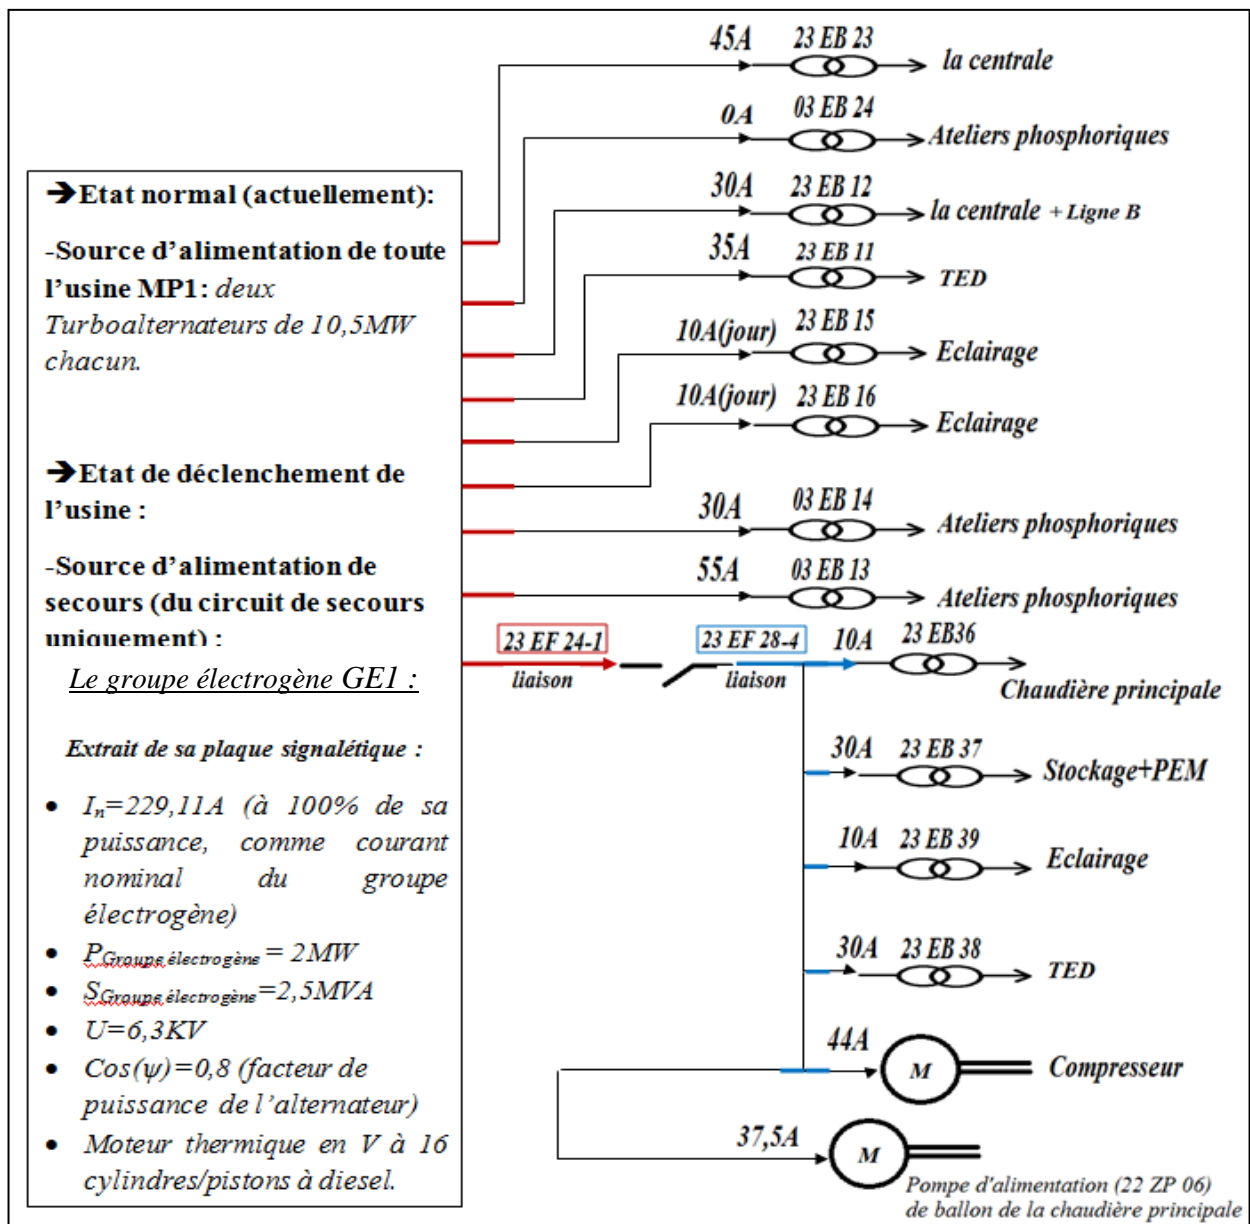 ➔Etat normal (actuellement):
-Source d'alimentation de toute
l'usine MP1: deux
Turboalternateurs de 10,5MW
chacun.
➔Etat de déclenchement de
l'usine :
-Source d'alimentation de
secours (du circuit de secours
uniquement) :
Le groupe électrogène GE1 :
Extrait de sa plaque signalétique :
• In=229,11A (à 100% de sa
puissance, comme courant
nominal du groupe
électrogène)
• PGroupe électrogène = 2MW
• SGroupe électrogène=2,5MVA
• U=6,3KV
• Cos(ψ)=0,8 (facteur de
puissance de l'alternateur)
• Moteur thermique en V à 16
cylindres/pistons à diesel.
45A 23 EB 23 la centrale
0A 03 EB 24 Ateliers phosphoriques
30A 23 EB 12 la centrale + Ligne B
35A 23 EB 11 TED
10A(jour) 23 EB 15 Eclairage
10A(jour) 23 EB 16 Eclairage
30A 03 EB 14 Ateliers phosphoriques
55A 03 EB 13 Ateliers phosphoriques
23 EF 24-1 23 EF 28-4 10A 23 EB36
liaison liaison Chaudière principale
30A 23 EB 37 Stockage+PEM
10A 23 EB 39 Eclairage
30A 23 EB 38 TED
44A M Compresseur
37,5A M
Pompe d'alimentation (22 ZP 06)
de ballon de la chaudière principale